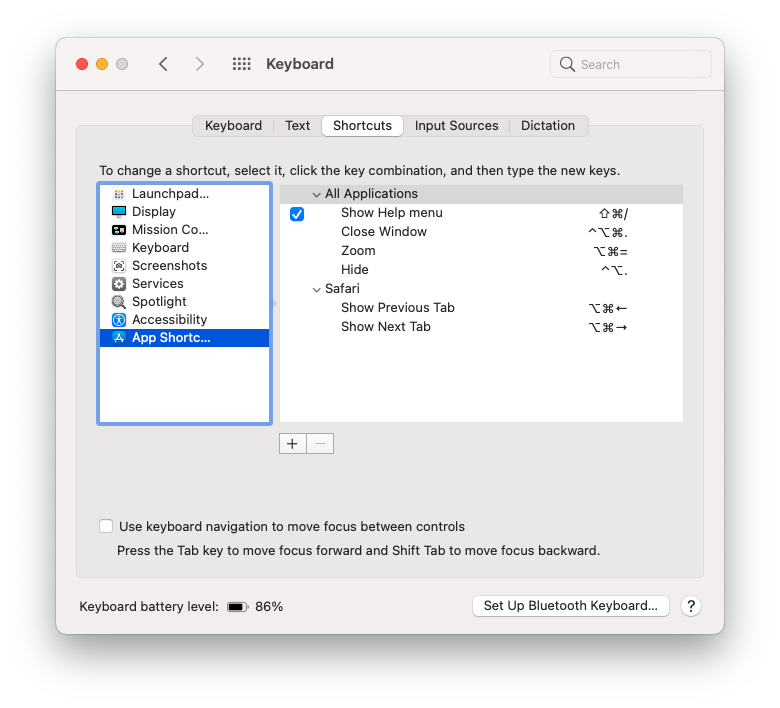 Keyboard
Search
Keyboard Text Shortcuts Input Sources Dictation
To change a shortcut, select it, click the key combination, and then type the new keys.
Launchpad...
Display
Mission Co...
Keyboard
Screenshots
Services
Spotlight
Accessibility
App Shortc...
All Applications
Show Help menu ⇧⌘/
Close Window ^⌥⌘.
Zoom ⌥⌘=
Hide ^⌥.
Safari
Show Previous Tab ⌥⌘←
Show Next Tab ⌥⌘→
+ −
Use keyboard navigation to move focus between controls
Press the Tab key to move focus forward and Shift Tab to move focus backward.
Keyboard battery level: 86%
Set Up Bluetooth Keyboard... ?